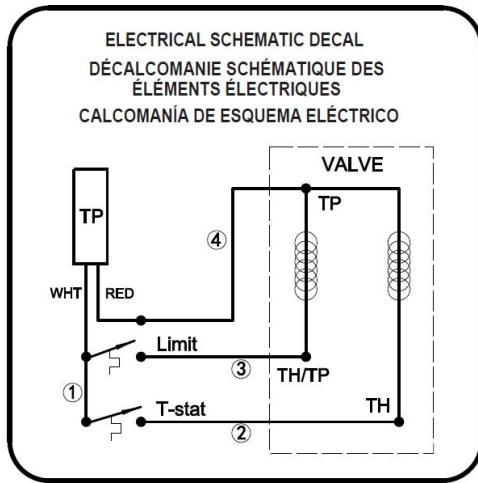 ELECTRICAL SCHEMATIC DECAL
DÉCALCOMANIE SCHÉMATIQUE DES
ÉLÉMENTS ÉLECTRIQUES
CALCOMANÍA DE ESQUEMA ELÉCTRICO
VALVE
TP
TP
4
WHT RED
Limit
3
TH/TP
1
T-stat
TH
2